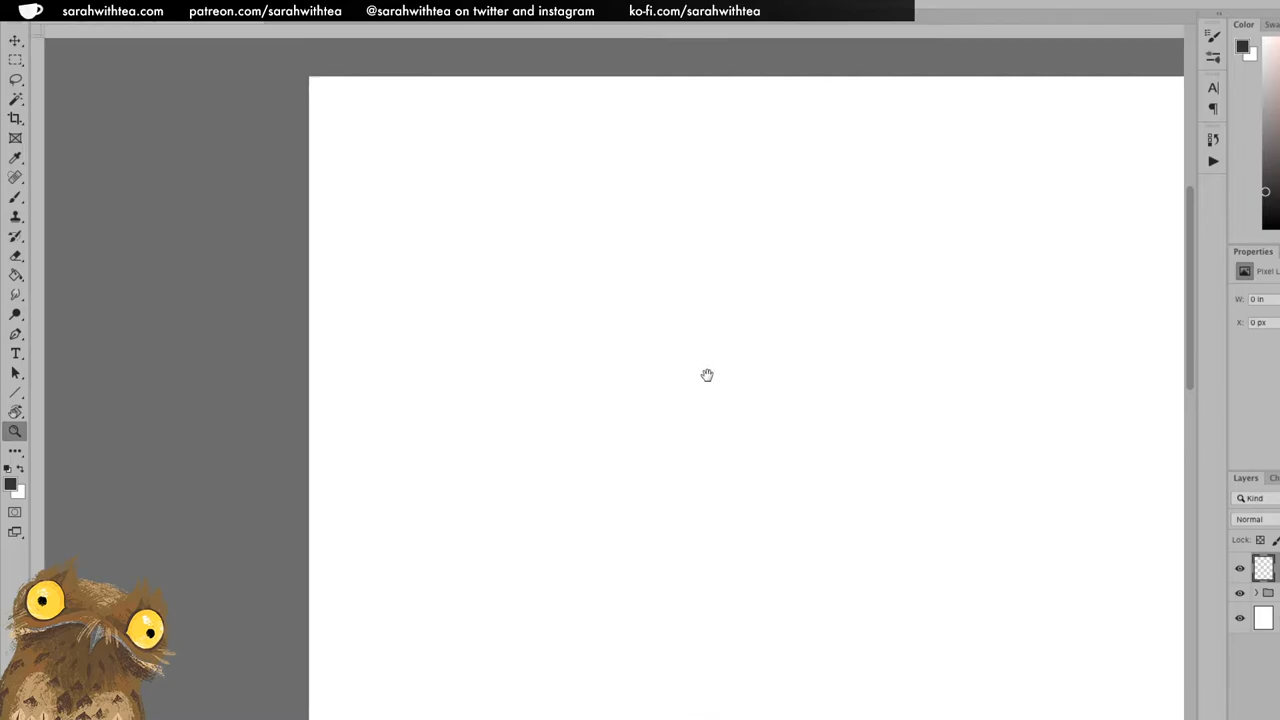 sarahwithtea.com patreon.com/sarahwithtea @sarahwithtea on twitter and instagram ko-fi.com/sarahwithtea
Color
A
T
Properties
Pixel
W: 0 in
X: 0 px
Layers
Kind
Normal
Lock: